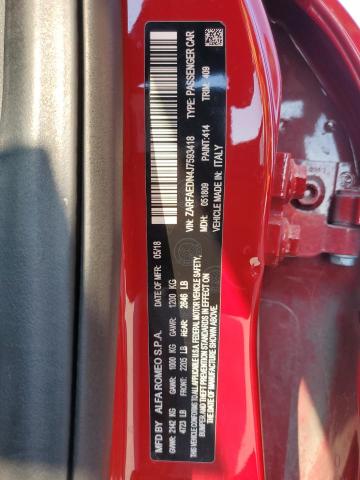 MFD BY ALFA ROMEO S.P.A. DATE OF MFR: 05/18
GVWR: 2142 KG GAWR: 1000 KG GAWR: 1200 KG
4723 LB FRONT: 2205 LB REAR: 2646 LB
THIS VEHICLE CONFORMS TO ALL APPLICABLE U.S.A. FEDERAL MOTOR VEHICLE SAFETY,
BUMPER, AND THEFT PREVENTION STANDARDS IN EFFECT ON
THE DATE OF MANUFACTURE SHOWN ABOVE
VIN: ZARFAEDN4J7593418 TYPE: PASSENGER CAR
MDH: 051809 PAINT: 414 TRIM: 409
VEHICLE MADE IN: ITALY